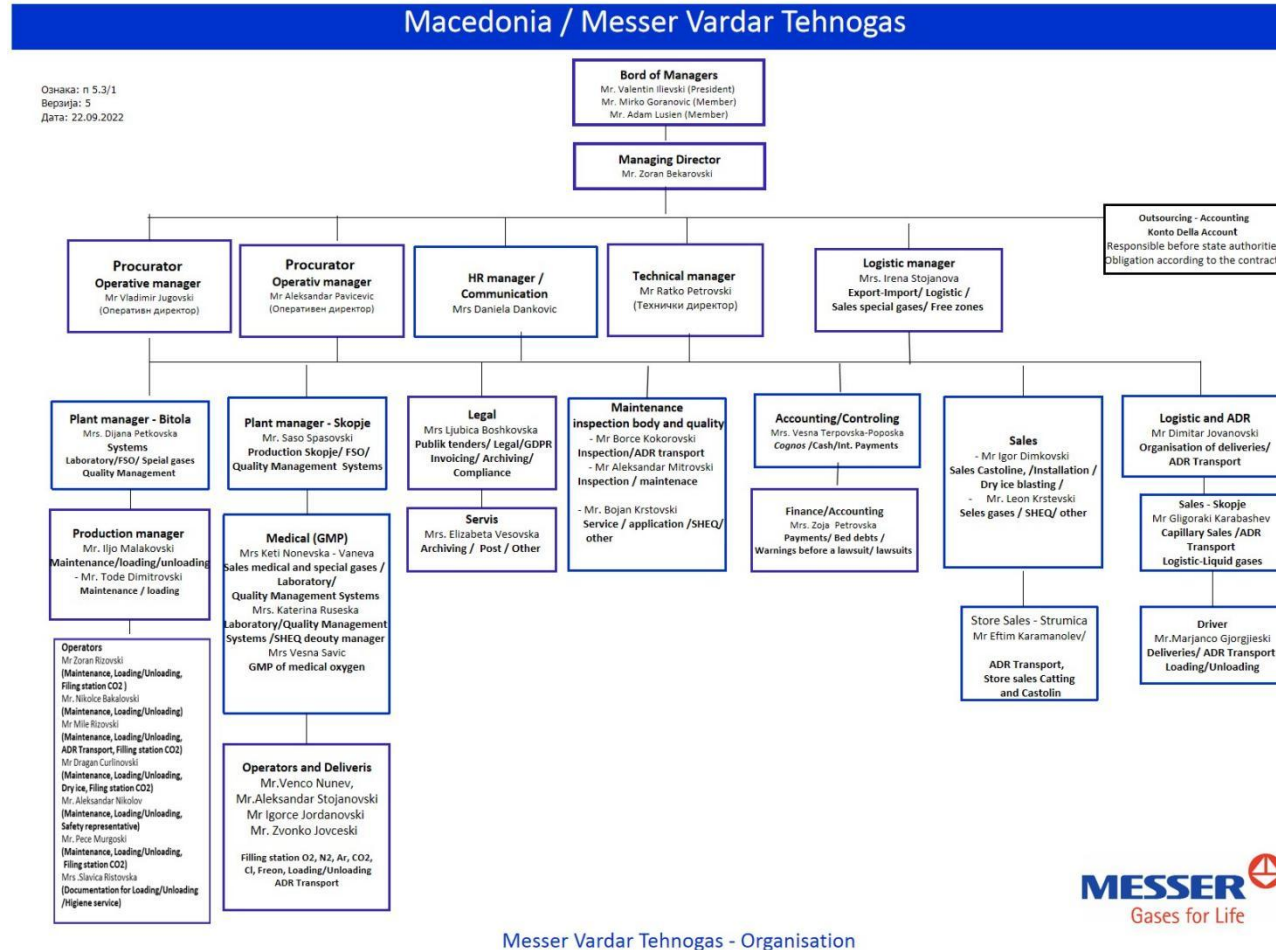 Macedonia / Messer Vardar Tehnogas
Ознака: п 5.3/1
Верзија: 5
Дата: 22.09.2022
Bord of Managers
Mr. Valentin Ilievski (President)
Mr. Mirko Goranovic (Member)
Mr. Adam Lusien (Member)
Managing Director
Mr. Zoran Bekarovski
Outsourcing - Accounting
Konto Della Account
Responsible before state authoritie
Obligation according to the contract
Procurator
Operative manager
Mr Vladimir Jugovski
(Оперативн директор)
Procurator
Operativ manager
Mr Aleksandar Pavicevic
(Оперативен директор)
HR manager /
Communication
Mrs Daniela Dankovic
Technical manager
Mr Ratko Petrovski
(Технички директор)
Logistic manager
Mrs. Irena Stojanova
Export-Import/ Logistic /
Sales special gases/ Free zones
Plant manager - Bitola
Mrs. Dijana Petkovska
Systems
Laboratory/FSO/ Speial gases
Quality Management
Plant manager - Skopje
Mr. Saso Spasovski
Production Skopje/ FSO/
Quality Management Systems
Legal
Mrs Ljubica Boshkovska
Publik tenders/ Legal/GDPR
Invoicing/ Archiving/
Compliance
Maintenance
inspection body and quality
- Mr Borce Kokorovski
Inspection/ADR transport
- Mr Aleksandar Mitrovski
Inspection / maintenace
- Mr. Bojan Krstovski
Service / application /SHEQ/
other
Accounting/Controling
Mrs. Vesna Terpovska-Poposka
Cognos /Cash/Int. Payments
Sales
- Mr Igor Dimkovski
Sales Castoline, /Installation /
Dry ice blasting /
- Mr. Leon Krstevski
Seles gases / SHEQ/ other
Logistic and ADR
Mr Dimitar Jovanovski
Organisation of deliveries/
ADR Transport
Production manager
Mr. Iljo Malakovski
Maintenance/loading/unloading
- Mr. Tode Dimitrovski
Maintenance / loading
Medical (GMP)
Mrs Keti Nonevska - Vaneva
Sales medical and special gases /
Laboratory/
Quality Management Systems
Mrs. Katerina Ruseska
Laboratory/Quality Management
Systems /SHEQ deouty manager
Mrs Vesna Savic
GMP of medical oxygen
Servis
Mrs. Elizabeta Vesovska
Archiving / Post / Other
Finance/Accounting
Mrs. Zoja Petrovska
Payments/ Bed debts /
Warnings before a lawsuit/ lawsuits
Sales - Skopje
Mr Gligoraki Karabashev
Capillary Sales /ADR
Transport
Logistic-Liquid gases
Operators
Mr Zoran Rizovski
(Maintenance, Loading/Unloading,
Filing station CO2 )
Mr. Nikolce Bakalovski
(Maintenance, Loading/Unloading)
Mr Mile Rizovski
(Maintenance, Loading/Unloading,
ADR Transport, Filling station CO2)
Mr Dragan Curlinovski
(Maintenance, Loading/Unloading,
Dry ice, Filing station CO2)
Mr. Aleksandar Nikolov
(Maintenance, Loading/Unloading,
Safety representative)
Mr. Pece Murgoski
(Maintenance, Loading/Unloading,
Filing station CO2)
Mrs .Slavica Ristovska
(Documentation for Loading/Unloading
/Higiene service)
Operators and Deliveris
Mr.Venco Nunev,
Mr.Aleksandar Stojanovski
Mr Igorce Jordanovski
Mr. Zvonko Jovceski
Filling station O2, N2, Ar, CO2,
Cl, Freon, Loading/Unloading
ADR Transport
Store Sales - Strumica
Mr Eftim Karamanolev/
ADR Transport,
Store sales Catting
and Castolin
Driver
Mr.Marjanco Gjorgjieski
Deliveries/ ADR Transport
Loading/Unloading
MESSER
Gases for Life
Messer Vardar Tehnogas - Organisation